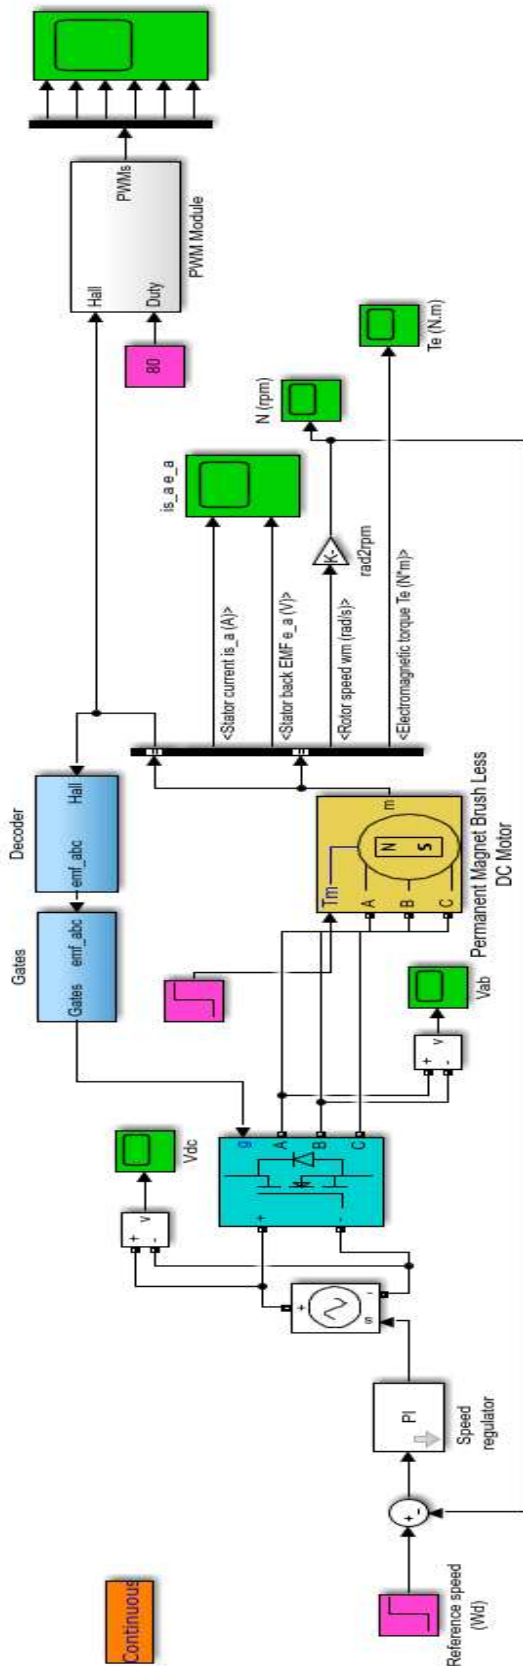 Continuous
Reference speed
(Wd)
+
-
PI
Speed
regulator
s
+
-
+
-
v
Vdc
g
+
-
A
B
C
+
-
v
Vab
Gates
Gates
emf_abc
Decoder
emf_abc
Hall
Tm
A
B
C
m
N
S
Permanent Magnet Brush Less
DC Motor
<Stator current is_a (A)>
<Stator back EMF e_a (V)>
<Rotor speed wm (rad/s)>
<Electromagnetic torque Te (N*m)>
is_a e_a
K-
rad2rpm
N (rpm)
Te (N.m)
80
Hall
Duty
PWMs
PWM Module